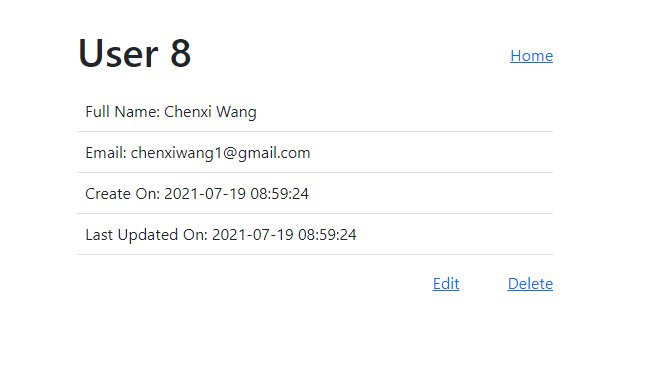 User 8
Home
Full Name: Chenxi Wang
Email: chenxiwang1@gmail.com
Create On: 2021-07-19 08:59:24
Last Updated On: 2021-07-19 08:59:24
Edit
Delete